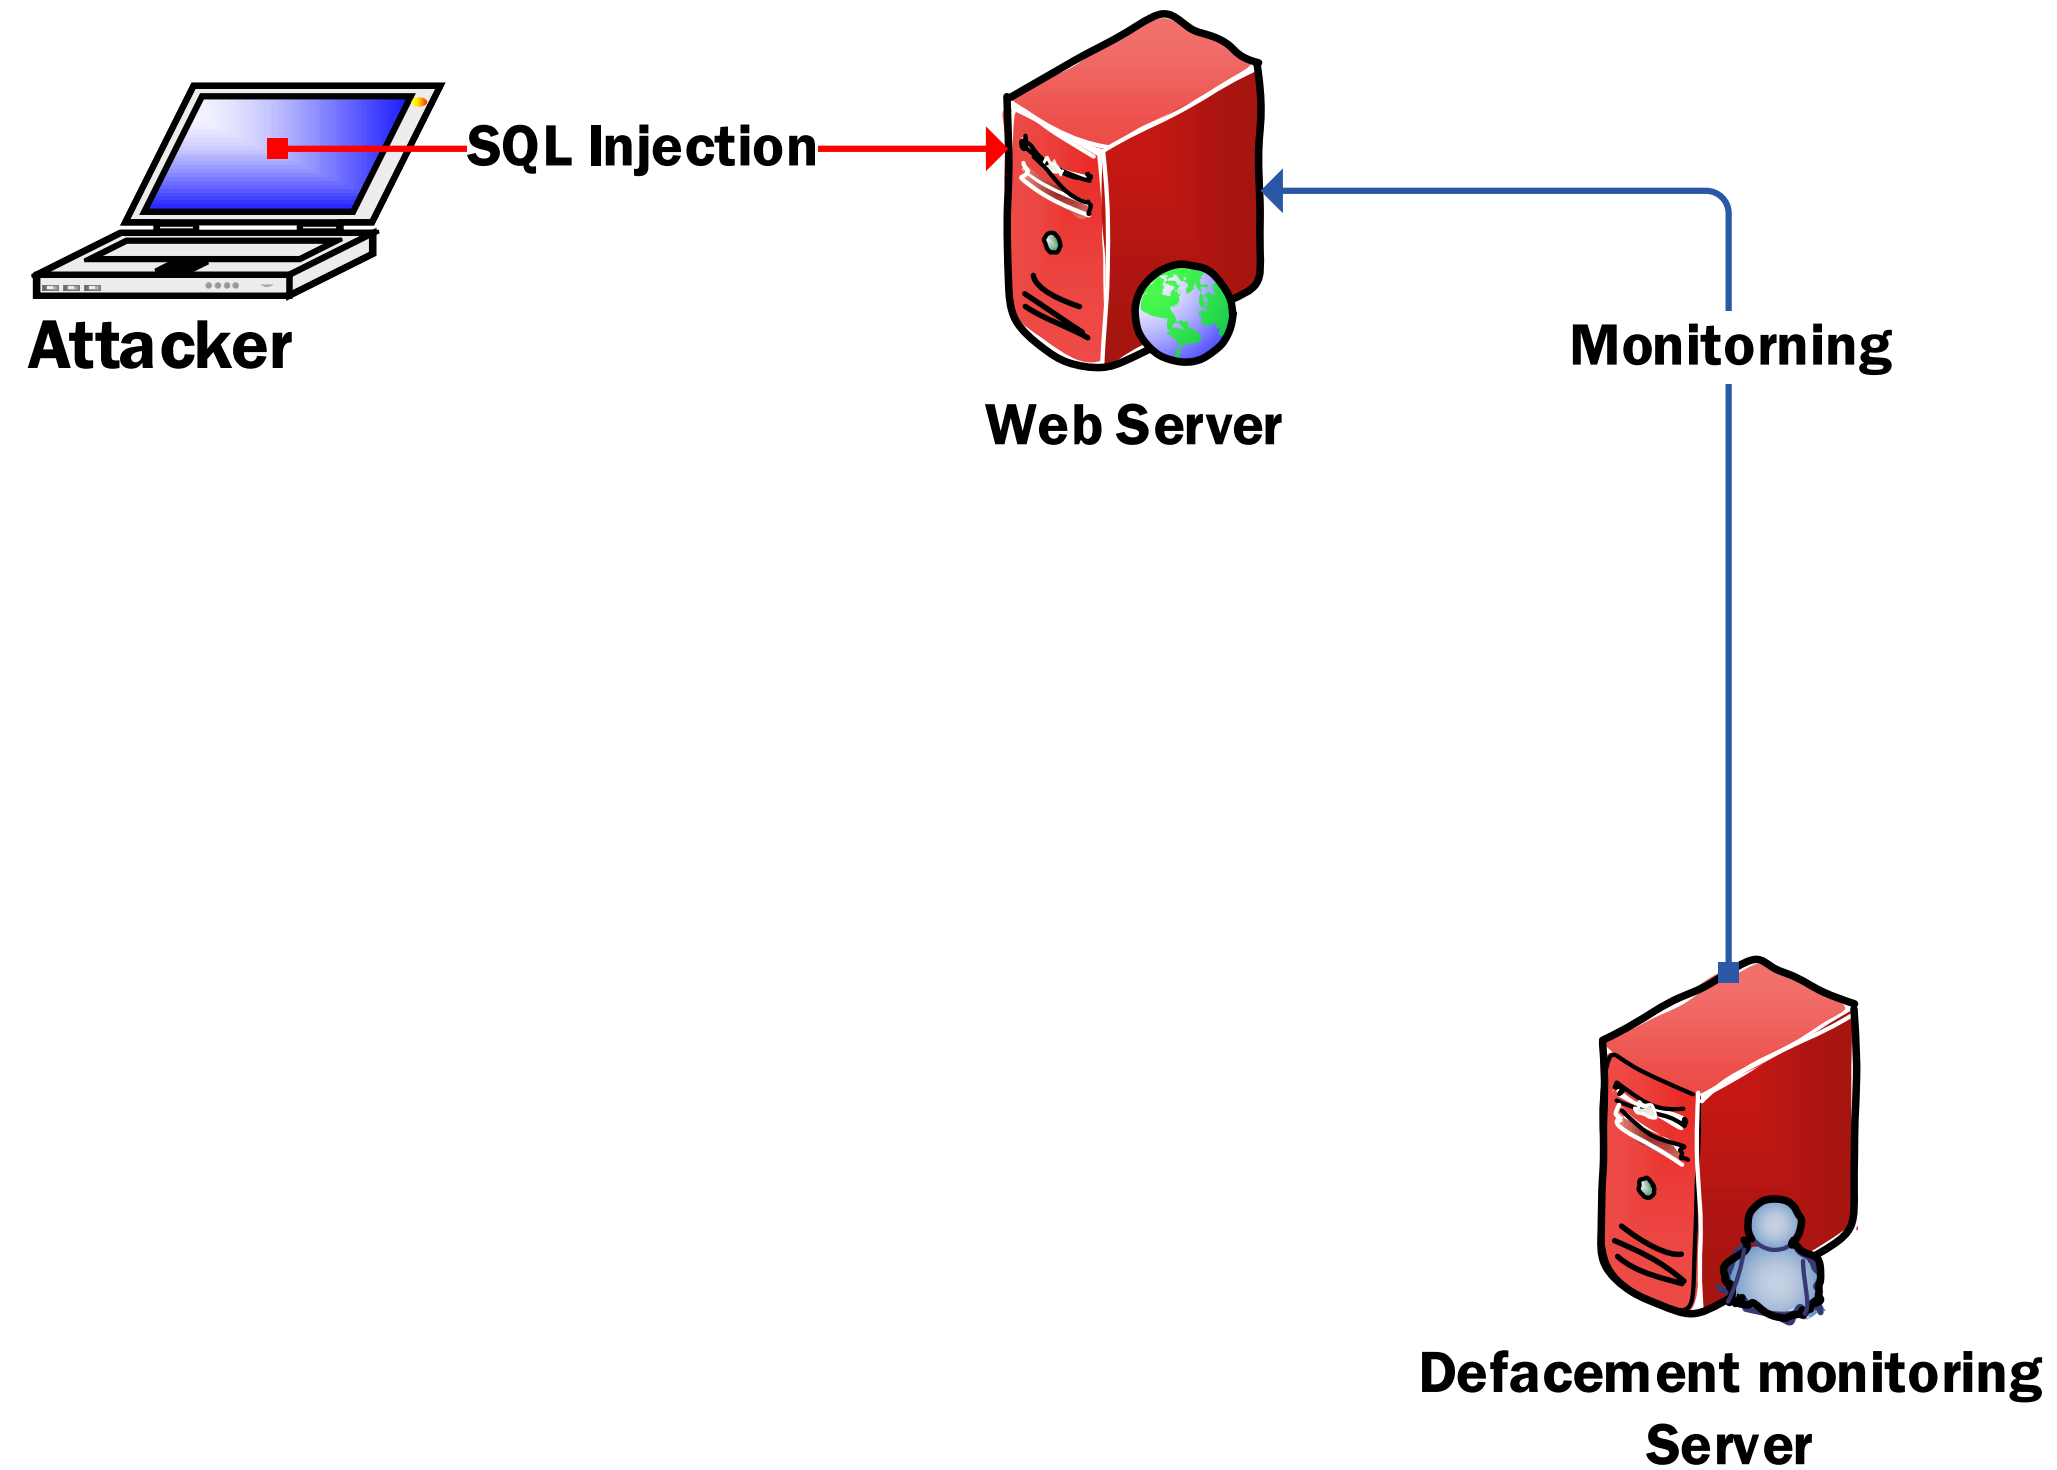 SQL Injection
Attacker
Monitorning
Web Server
Defacement monitoring
Server